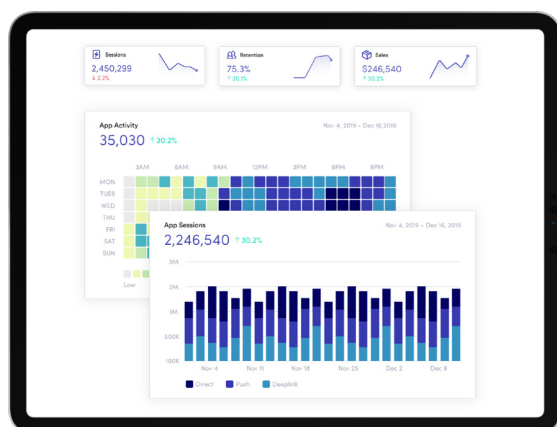 Sessions
2,450,299
↓ 2.2%
Retention
75.3%
↑ 20.1%
Sales
$246,540
↑ 30.2%
App Activity
Nov 4, 2019 – Dec 16, 2019
35,030 ↑ 30.2%
3AM 6AM 9AM 12PM 3PM 6PM 9PM
MON
TUES
WED
THU
FRI
SAT
SUN
Low
App Sessions
Nov 4, 2019 – Dec 16, 2019
2,246,540 ↑ 30.2%
3M
2M
1M
500K
100K
Nov 4 Nov 11 Nov 18 Nov 25 Dec 2 Dec 9
Direct Push Deeplink